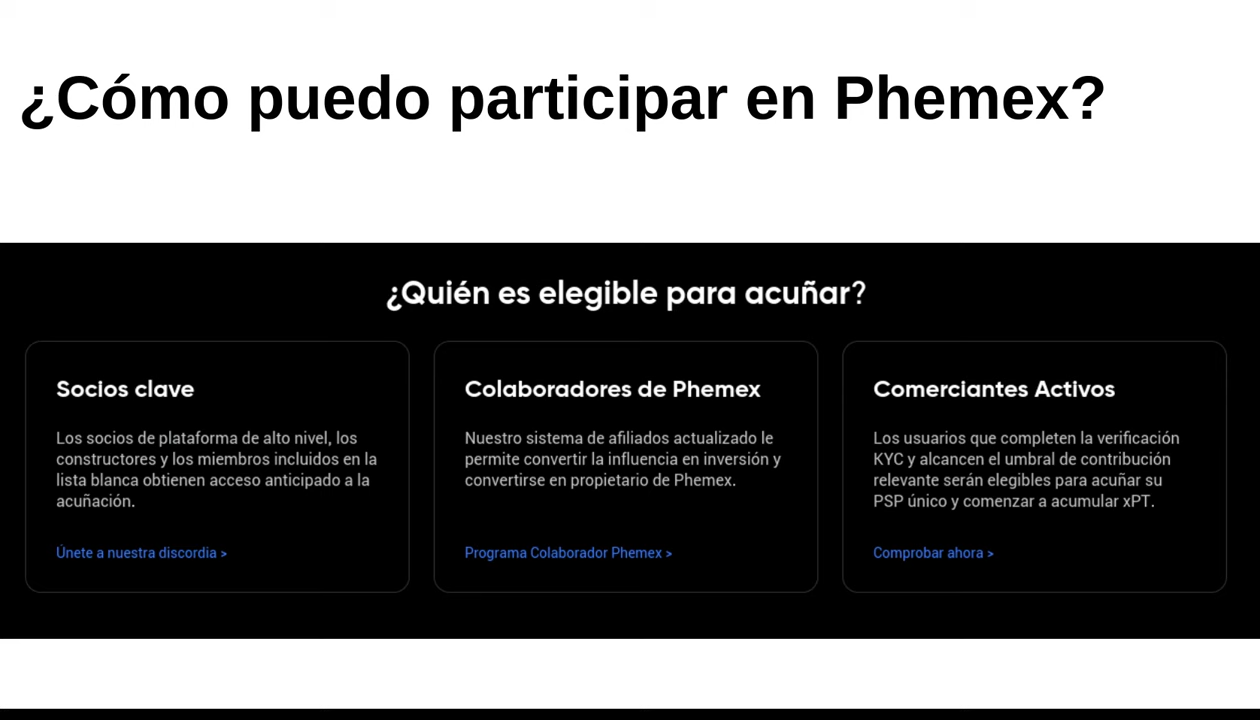 ¿Cómo puedo participar en Phemex?
¿Quién es elegible para acuñar?
Socios clave
Los socios de plataforma de alto nivel, los
constructores y los miembros incluidos en la
lista blanca obtienen acceso anticipado a la
acuñación.
Únete a nuestra discordia >
Colaboradores de Phemex
Nuestro sistema de afiliados actualizado le
permite convertir la influencia en inversión y
convertirse en propietario de Phemex.
Programa Colaborador Phemex >
Comerciantes Activos
Los usuarios que completen la verificación
KYC y alcancen el umbral de contribución
relevante serán elegibles para acuñar su
PSP único y comenzar a acumular xPT.
Comprobar ahora >